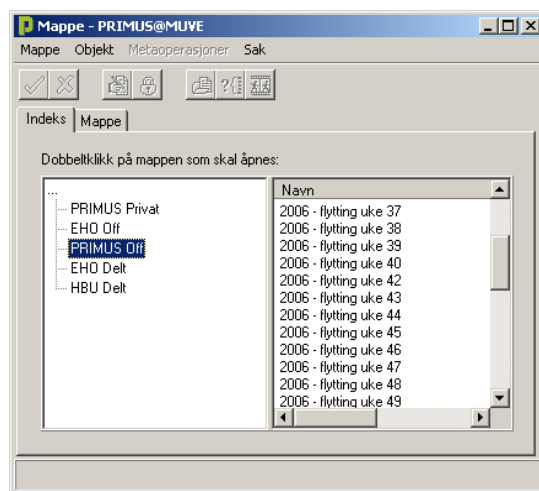 Mappe - PRIMUS@MUVE
Mappe Objekt Metaoperasjoner Sak
?{
Indeks Mappe
Dobbeltklikk på mappen som skal åpnes:
...
PRIMUS Privat
EHO Off
PRIMUS Off
EHO Delt
HBU Delt
Navn
2006 - flytting uke 37
2006 - flytting uke 38
2006 - flytting uke 39
2006 - flytting uke 40
2006 - flytting uke 42
2006 - flytting uke 43
2006 - flytting uke 44
2006 - flytting uke 45
2006 - flytting uke 46
2006 - flytting uke 47
2006 - flytting uke 48
2006 - flytting uke 49